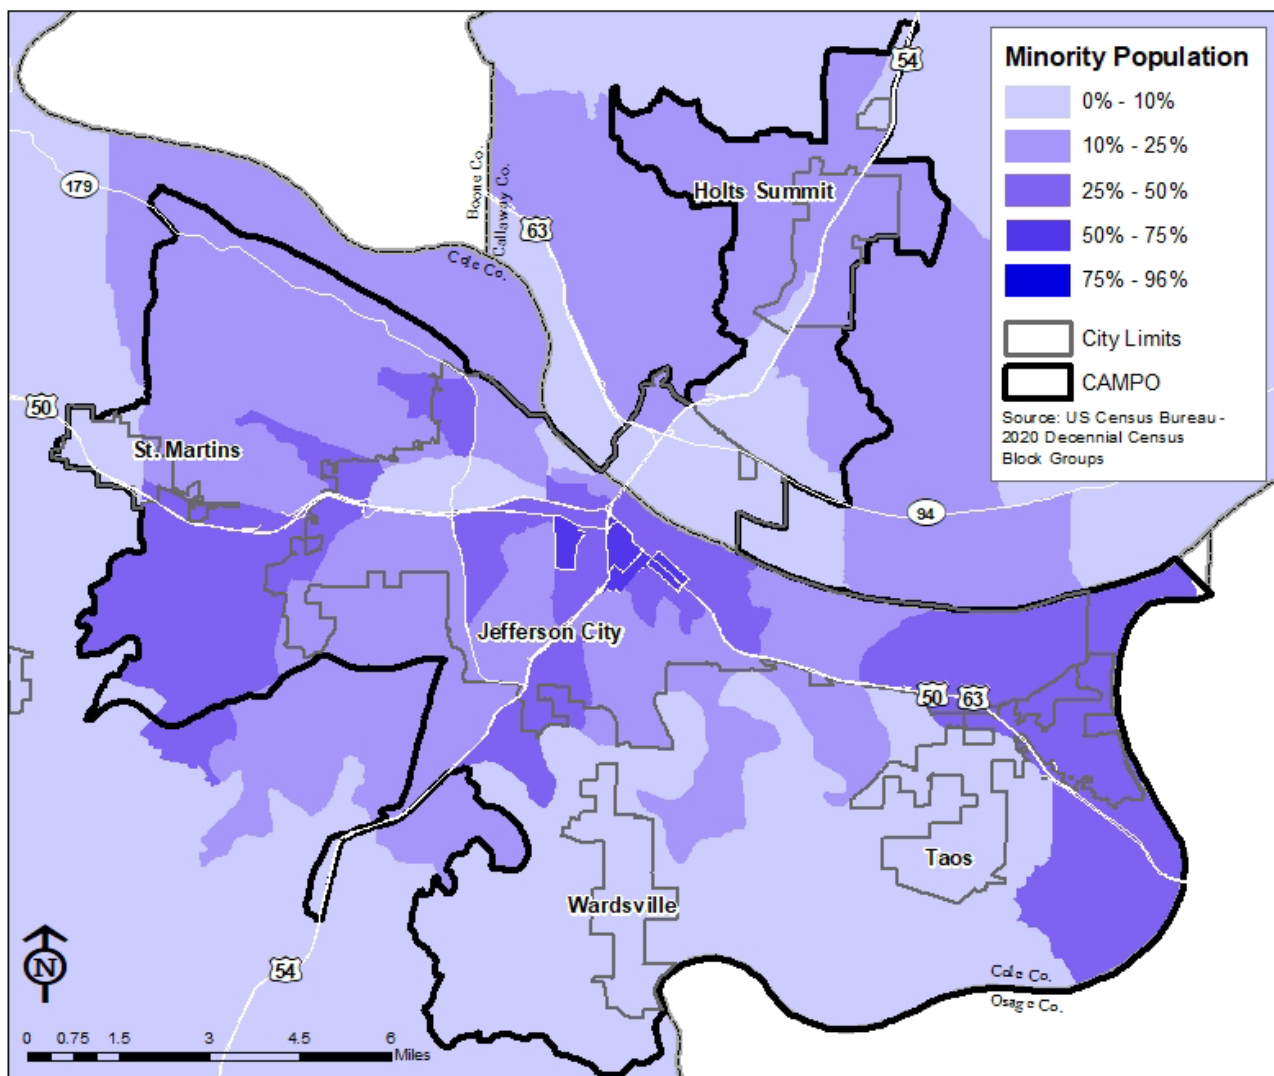 Minority Population
0% - 10%
10% - 25%
25% - 50%
50% - 75%
75% - 96%
City Limits
CAMPO
Source: US Census Bureau -
2020 Decennial Census
Block Groups
54
179
Boone Co.
Callaway Co.
Cole Co.
63
Holts Summit
50
St. Martins
94
Jefferson City
50
63
Taos
Wardsville
54
Cole Co.
Osage Co.
N
0 0.75 1.5 3 4.5 6
Miles